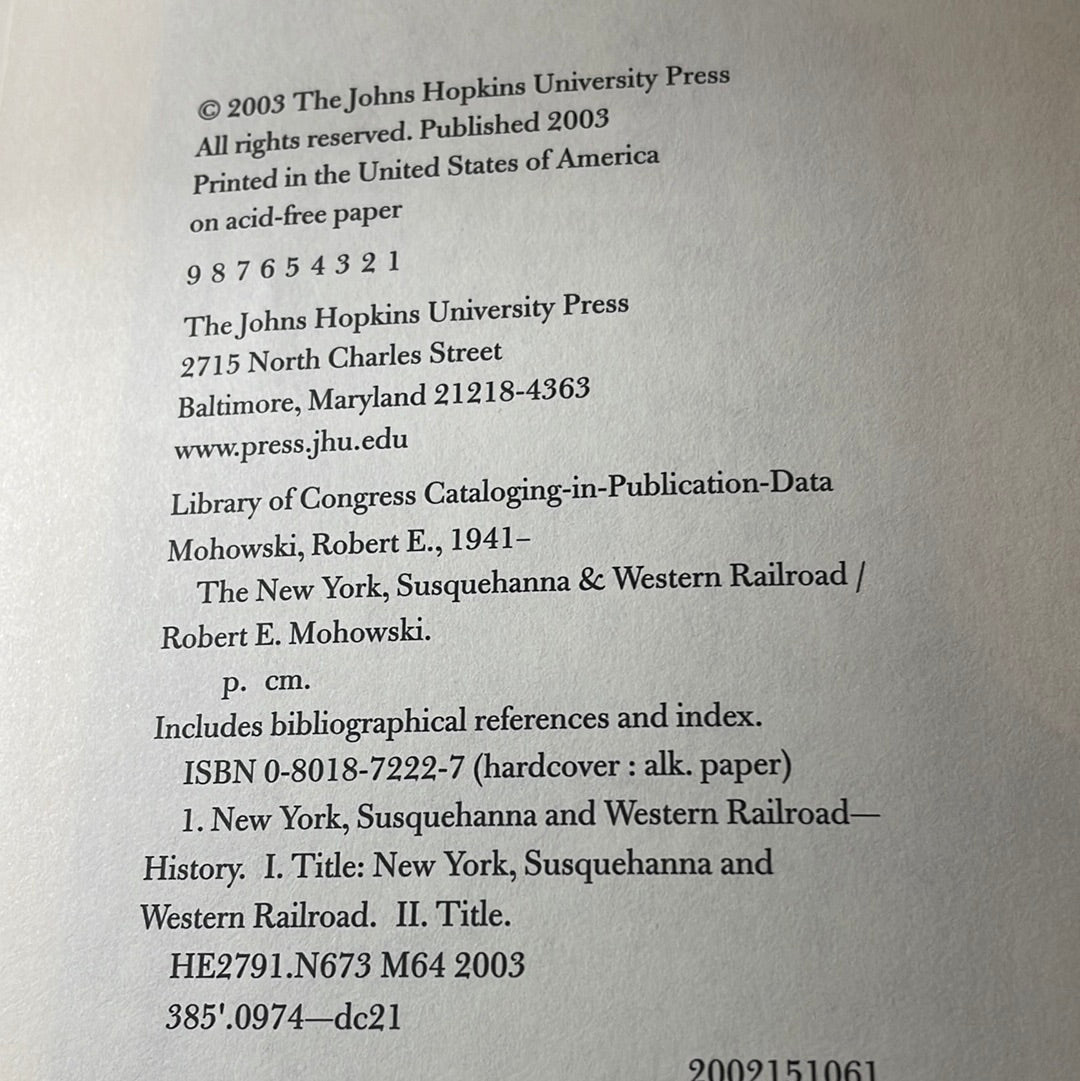 © 2003 The Johns Hopkins University Press
All rights reserved. Published 2003
Printed in the United States of America
on acid-free paper
9 8 7 6 5 4 3 2 1
The Johns Hopkins University Press
2715 North Charles Street
Baltimore, Maryland 21218-4363
www.press.jhu.edu
Library of Congress Cataloging-in-Publication-Data
Mohowski, Robert E., 1941–
The New York, Susquehanna & Western Railroad /
Robert E. Mohowski.
p. cm.
Includes bibliographical references and index.
ISBN 0-8018-7222-7 (hardcover : alk. paper)
1. New York, Susquehanna and Western Railroad—
History. I. Title: New York, Susquehanna and
Western Railroad. II. Title.
HE2791.N673 M64 2003
385'.0974—dc21
2002151061